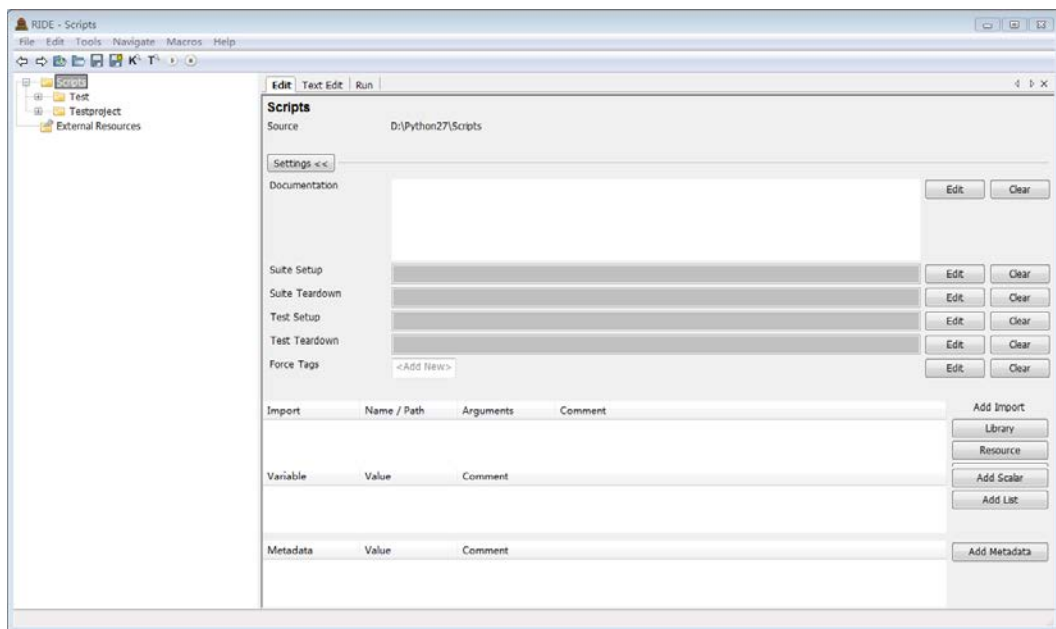 RIDE - Scripts
File Edit Tools Navigate Macros Help
K T
Scripts
Test
Testproject
External Resources
Edit Text Edit Run
Scripts
Source D:\Python27\Scripts
Settings <<
Documentation Edit Clear
Suite Setup Edit Clear
Suite Teardown Edit Clear
Test Setup Edit Clear
Test Teardown Edit Clear
Force Tags <Add New> Edit Clear
Import Name / Path Arguments Comment Add Import
Library
Resource
Variable Value Comment Add Scalar
Add List
Metadata Value Comment Add Metadata